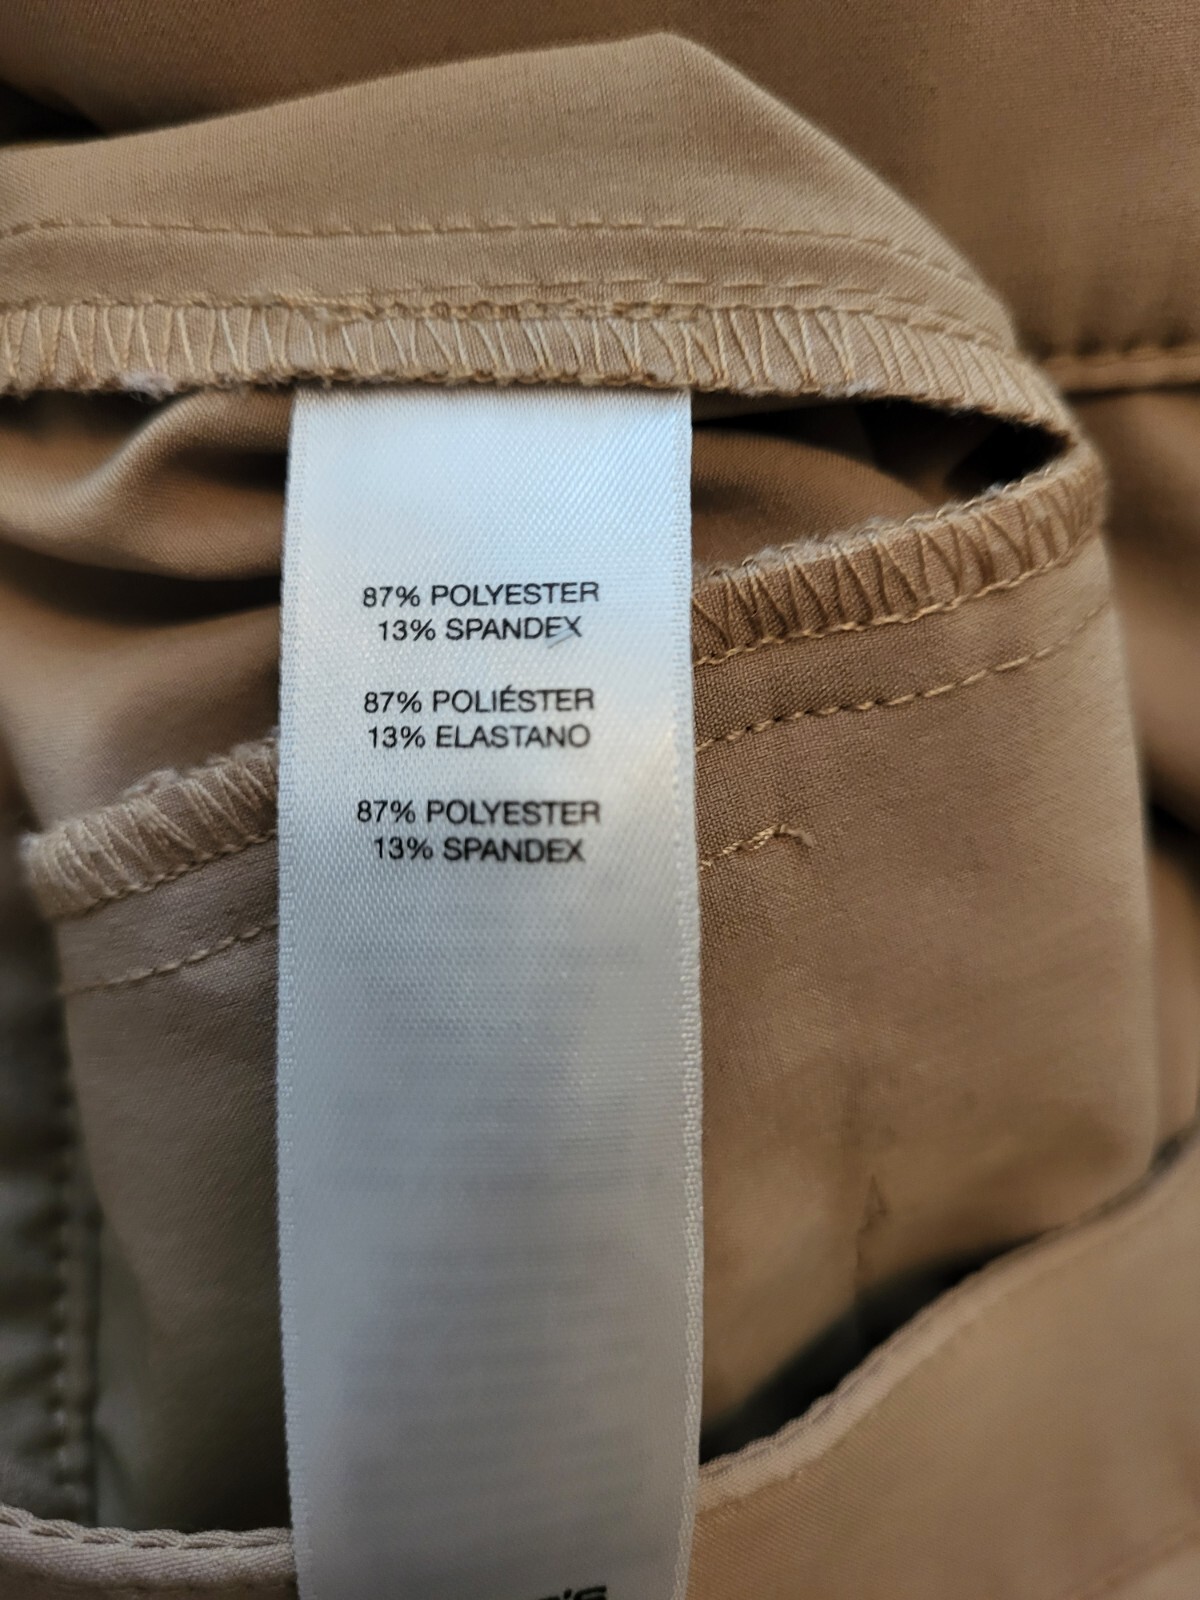 87% POLYESTER
13% SPANDEX
87% POLIÉSTER
13% ELASTANO
87% POLYESTER
13% SPANDEX